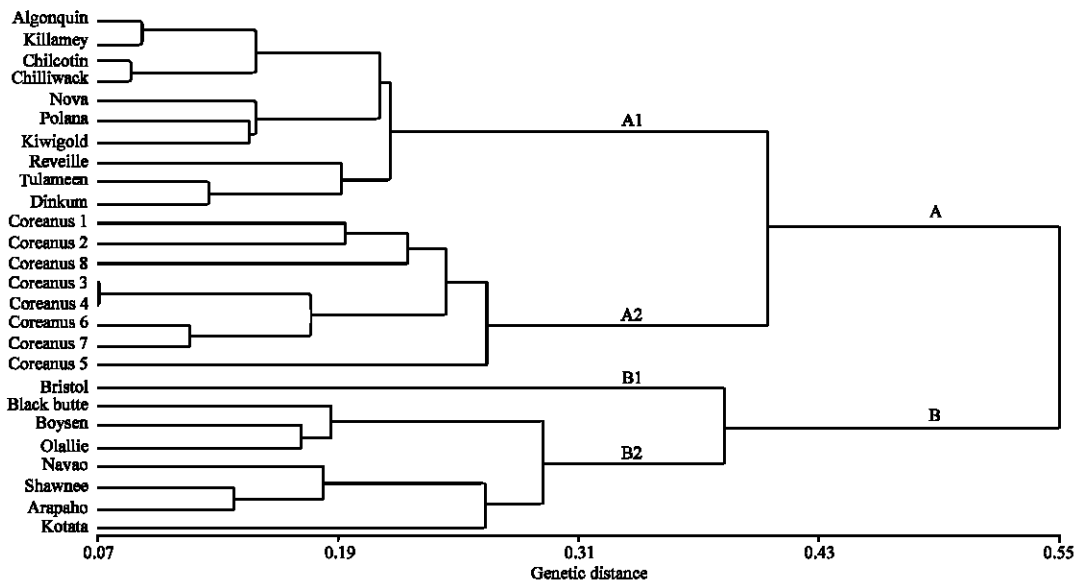 Algonquin
Killamey
Chilcotin
Chilliwack
Nova
Polana
Kiwigold
Reveille
Tulameen
Dinkum
Coreanus 1
Coreanus 2
Coreanus 8
Coreanus 3
Coreanus 4
Coreanus 6
Coreanus 7
Coreanus 5
Bristol
Black butte
Boysen
Olallie
Navao
Shawnee
Arapaho
Kotata
A1
A
A2
B1
B
B2
0.07 0.19 0.31 0.43 0.55
Genetic distance